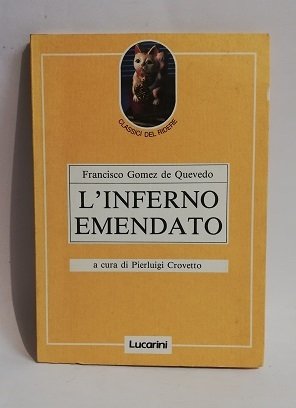 CLASSICI DEL RIDERE
Francisco Gomez de Quevedo
L'INFERNO
EMENDATO
a cura di Pierluigi Crovetto
Lucarini